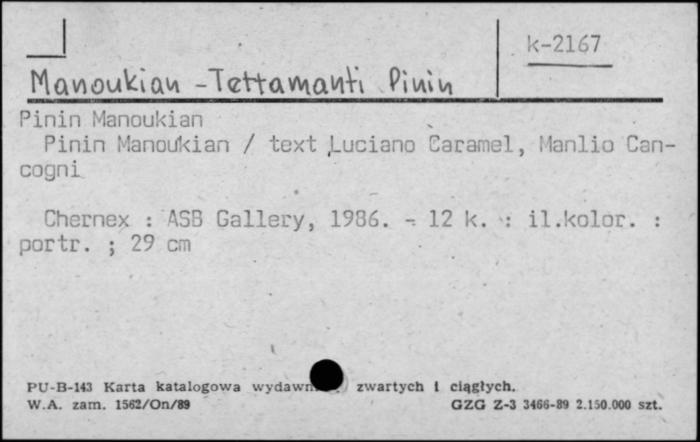 k-2167
Manoukian - Tettamanti Pinin
Pinin Manoukian
Pinin Manoukian / text Luciano Caramel, Manlio Can-
cogni
Chernex : ASB Gallery, 1986. - 12 k. : il.kolor. :
portr. ; 29 cm
PU-B-143 Karta katalogowa zwartych i ciągłych.
W.A. zam. 1562/On/89 GZG Z-3 3466-89 2.150.000 szt.